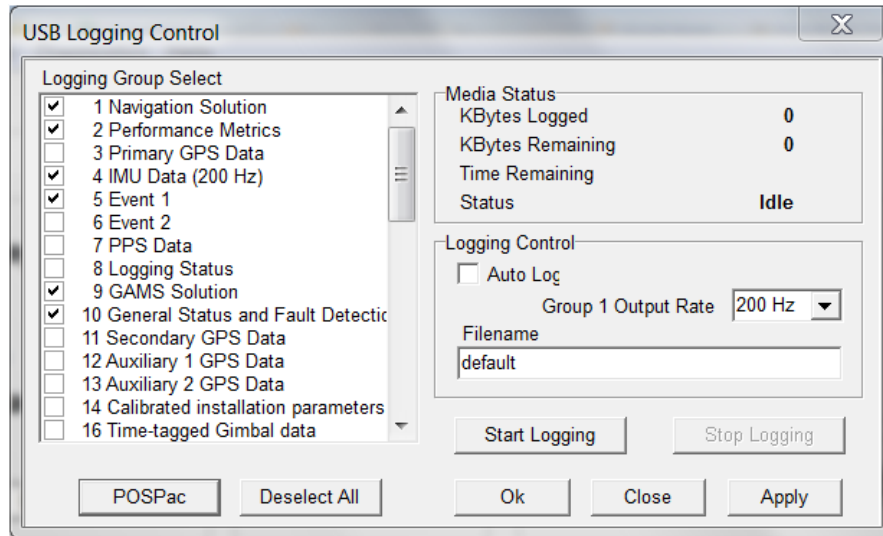 USB Logging Control
Logging Group Select
1 Navigation Solution
2 Performance Metrics
3 Primary GPS Data
4 IMU Data (200 Hz)
5 Event 1
6 Event 2
7 PPS Data
8 Logging Status
9 GAMS Solution
10 General Status and Fault Detectic
11 Secondary GPS Data
12 Auxiliary 1 GPS Data
13 Auxiliary 2 GPS Data
14 Calibrated installation parameters
16 Time-tagged Gimbal data
POSPac
Deselect All
Media Status
KBytes Logged 0
KBytes Remaining 0
Time Remaining
Status Idle
Logging Control
Auto Log
Group 1 Output Rate 200 Hz
Filename
default
Start Logging
Stop Logging
Ok
Close
Apply